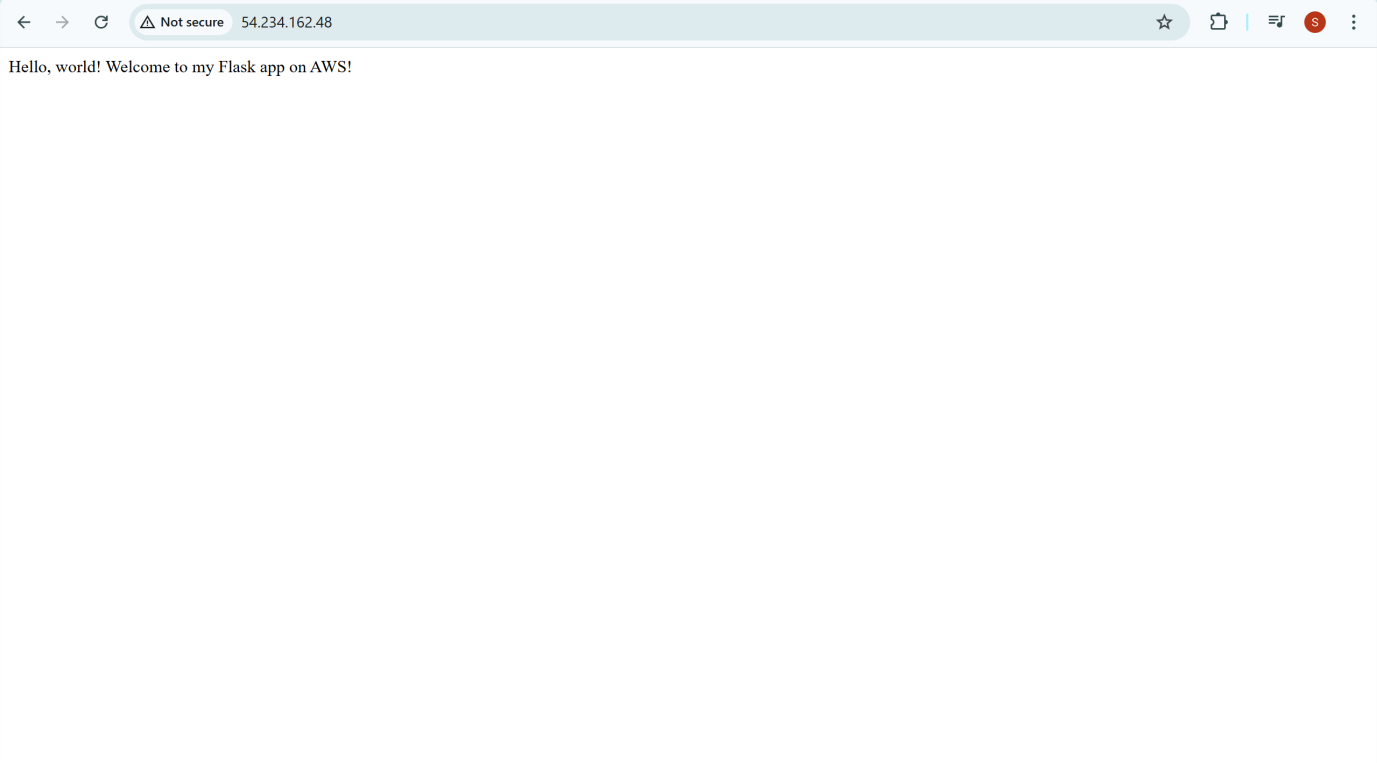 Not secure 54.234.162.48 S
Hello, world! Welcome to my Flask app on AWS!